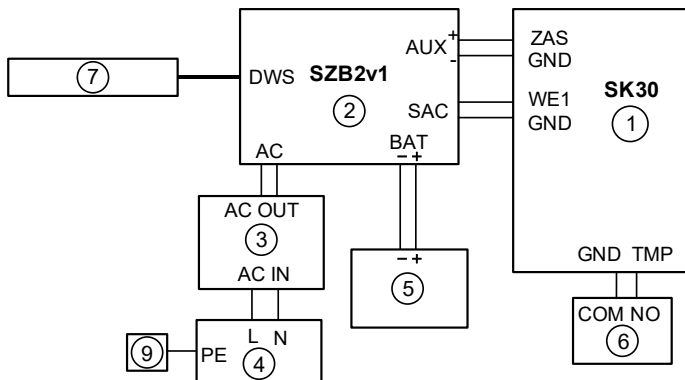 SZB2v1
2
DWS
AUX
+
-
SAC
AC
BAT
- +
7
ZAS
GND
SK30
WE1
GND
1
GND TMP
AC OUT
3
AC IN
- +
5
COM NO
6
L N
9
PE
4